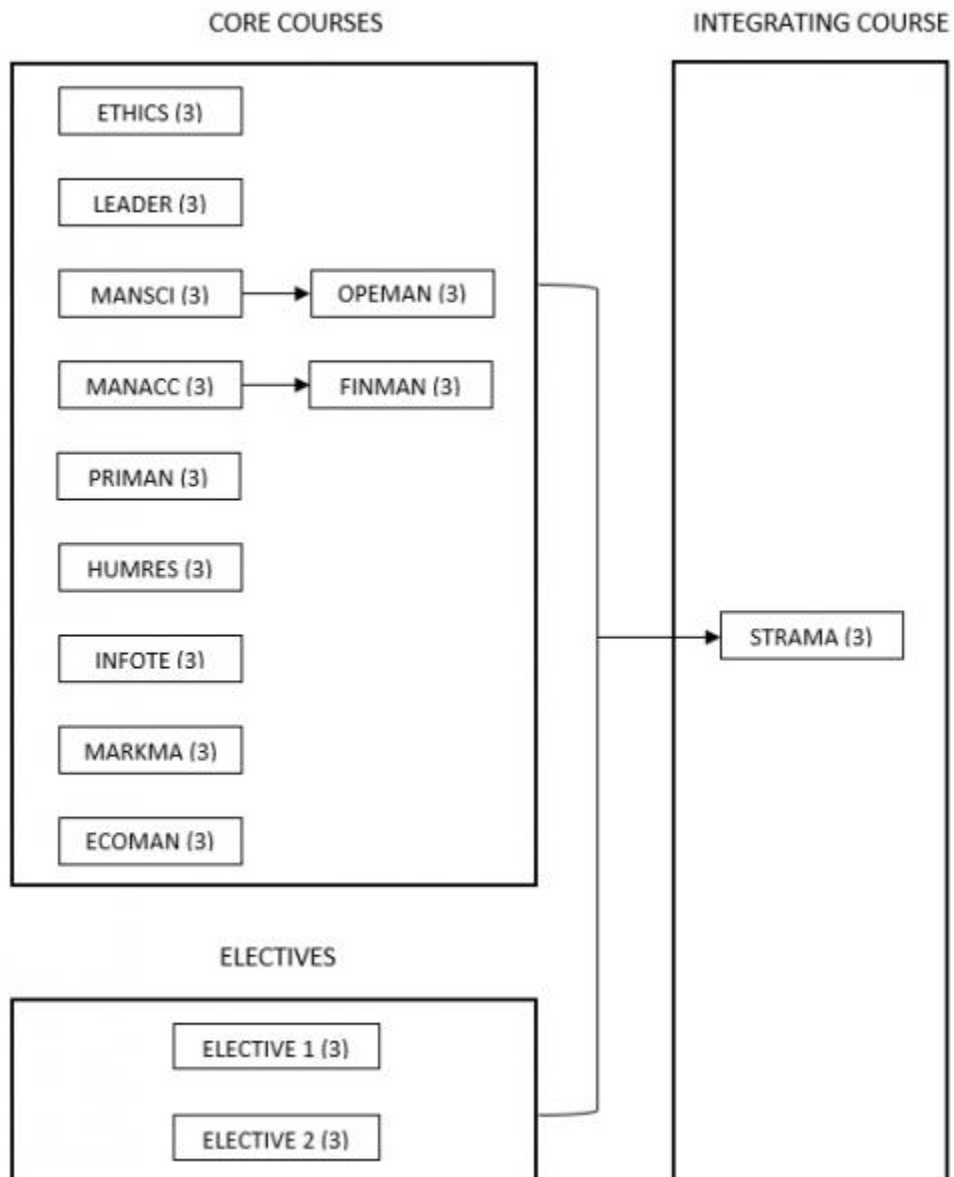 CORE COURSES
INTEGRATING COURSE
ETHICS (3)
LEADER (3)
MANSCI (3)
OPEMAN (3)
MANACC (3)
FINMAN (3)
PRIMAN (3)
HUMRES (3)
INFOTE (3)
MARKMA (3)
ECOMAN (3)
STRAMA (3)
ELECTIVES
ELECTIVE 1 (3)
ELECTIVE 2 (3)